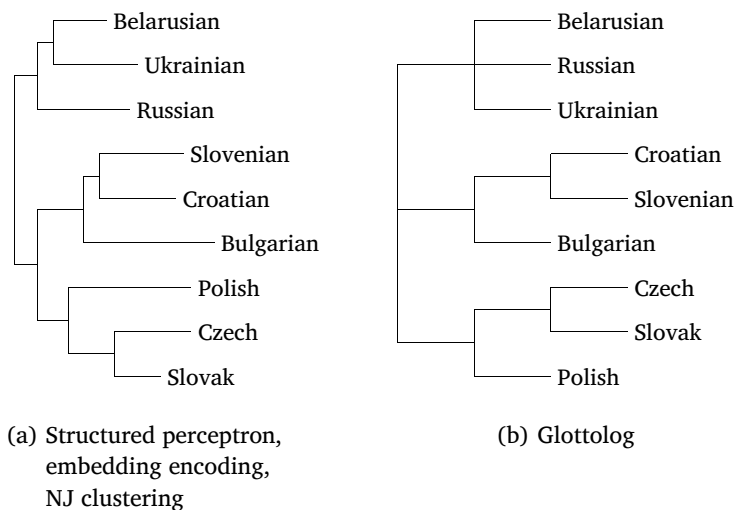 Belarusian
Ukrainian
Russian
Slovenian
Croatian
Bulgarian
Polish
Czech
Slovak
(a) Structured perceptron,
embedding encoding,
NJ clustering
Belarusian
Russian
Ukrainian
Croatian
Slovenian
Bulgarian
Czech
Slovak
Polish
(b) Glottolog